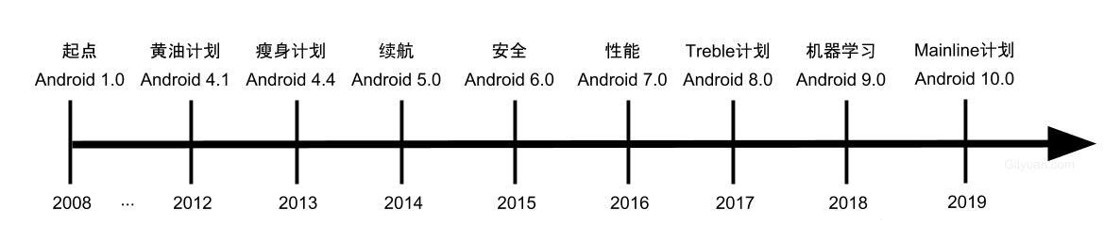 起点 黄油计划 瘦身计划 续航 安全 性能 Treble计划 机器学习 Mainline计划
Android 1.0 Android 4.1 Android 4.4 Android 5.0 Android 6.0 Android 7.0 Android 8.0 Android 9.0 Android 10.0
2008 ... 2012 2013 2014 2015 2016 2017 2018 2019